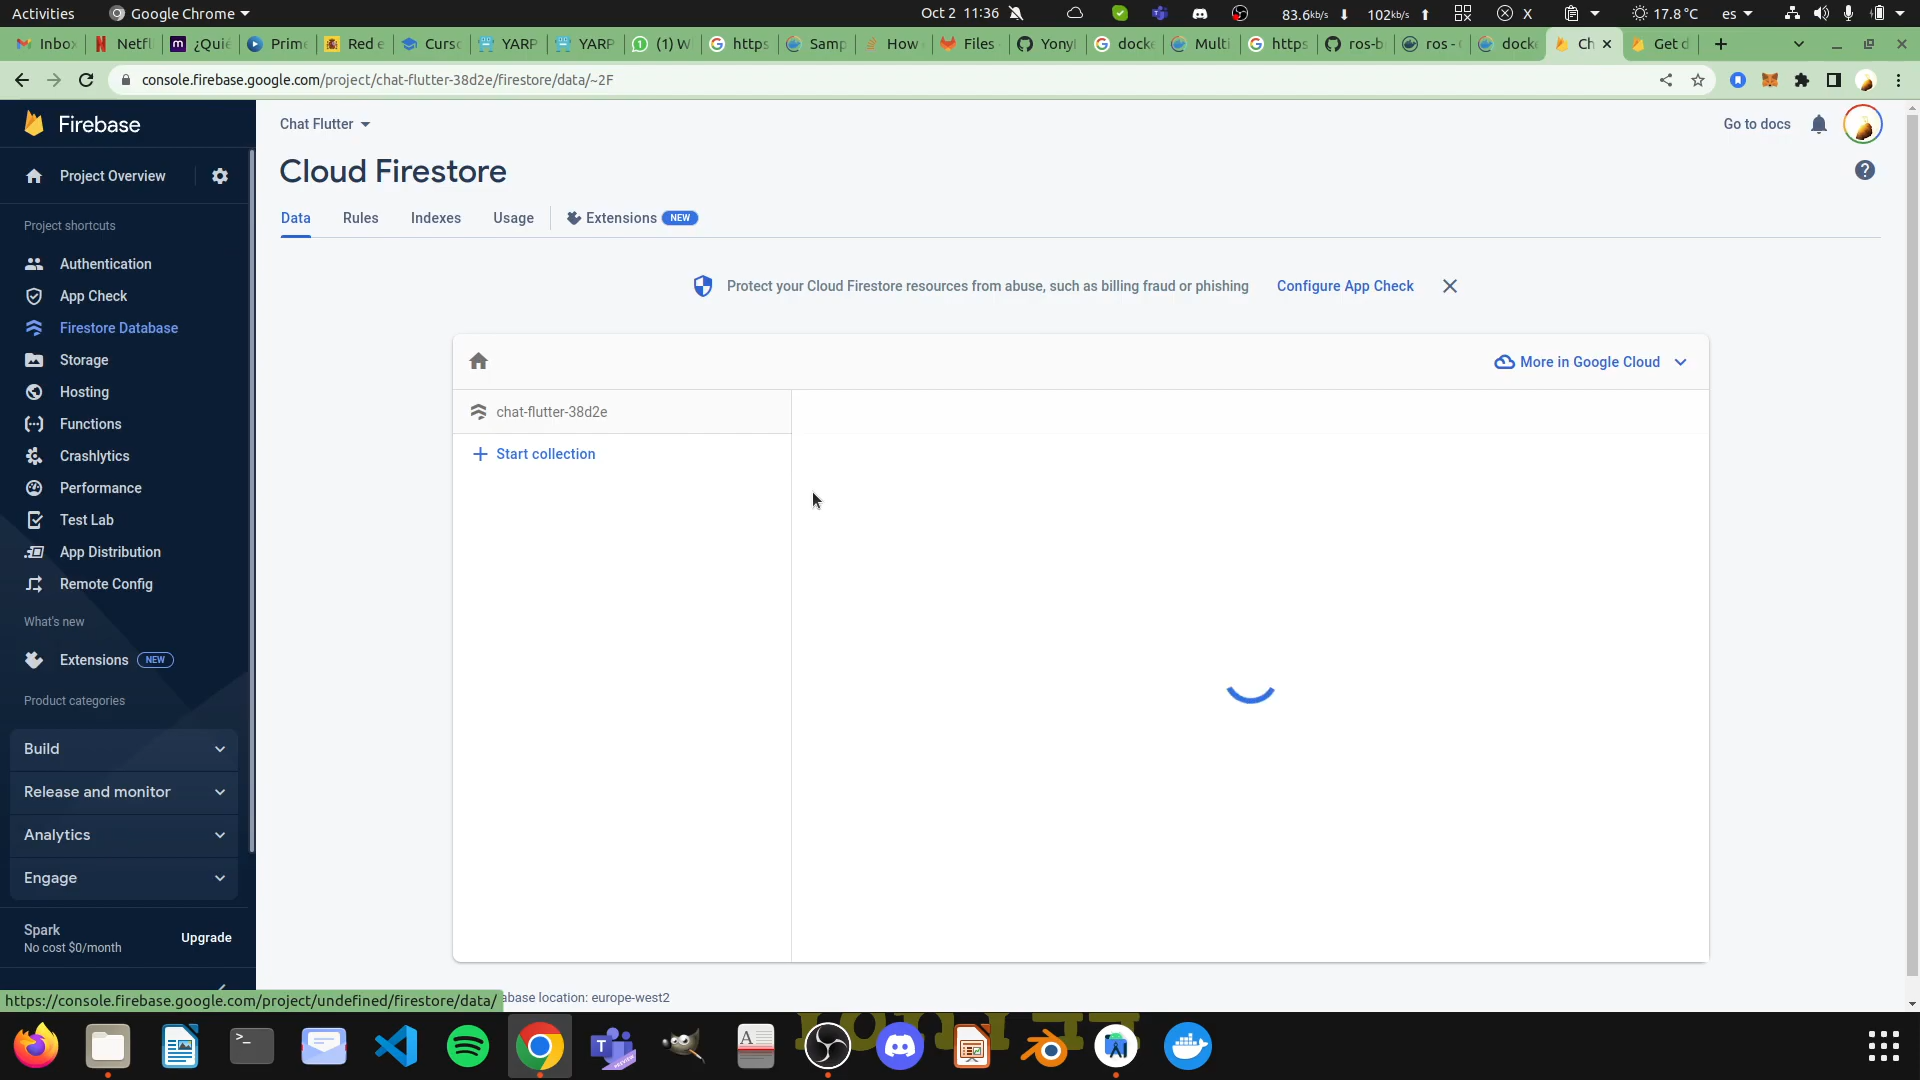 Activities
Google Chrome
Oct 2 11:36
83.6kb/s
102kb/s
X
17.8 °C
es
Inbo
Netfl
¿Quié
Prime
Red e
Curso
YARP
YARP
(1) W
https
Samp
How
Files
Yonyl
docke
Multi
https
ros-b
ros -
docke
Ch
Get d
console.firebase.google.com/project/chat-flutter-38d2e/firestore/data/~2F
Firebase
Project Overview
Project shortcuts
Authentication
App Check
Firestore Database
Storage
Hosting
Functions
Crashlytics
Performance
Test Lab
App Distribution
Remote Config
What's new
Extensions
NEW
Product categories
Build
Release and monitor
Analytics
Engage
Spark
No cost $0/month
Upgrade
Chat Flutter
Go to docs
Cloud Firestore
Data
Rules
Indexes
Usage
Extensions
NEW
Protect your Cloud Firestore resources from abuse, such as billing fraud or phishing
Configure App Check
More in Google Cloud
chat-flutter-38d2e
Start collection
https://console.firebase.google.com/project/undefined/firestore/data/
abase location: europe-west2